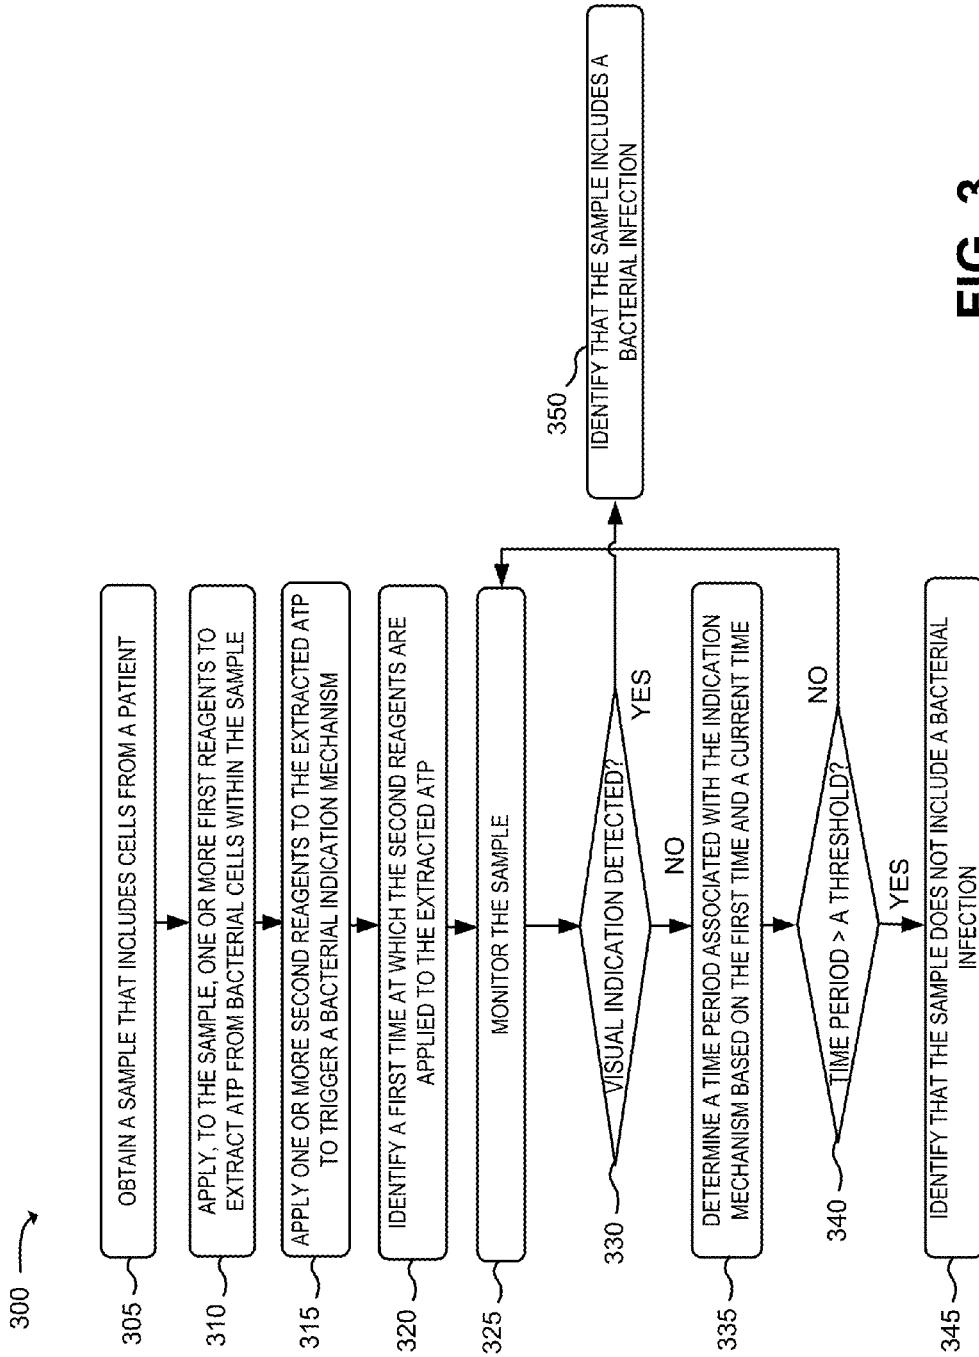 300
305
OBTAIN A SAMPLE THAT INCLUDES CELLS FROM A PATIENT
310
APPLY, TO THE SAMPLE, ONE OR MORE FIRST REAGENTS TO
EXTRACT ATP FROM BACTERIAL CELLS WITHIN THE SAMPLE
315
APPLY ONE OR MORE SECOND REAGENTS TO THE EXTRACTED ATP
TO TRIGGER A BACTERIAL INDICATION MECHANISM
320
IDENTIFY A FIRST TIME AT WHICH THE SECOND REAGENTS ARE
APPLIED TO THE EXTRACTED ATP
325
MONITOR THE SAMPLE
330
VISUAL INDICATION DETECTED?
YES
NO
350
IDENTIFY THAT THE SAMPLE INCLUDES A
BACTERIAL INFECTION
335
DETERMINE A TIME PERIOD ASSOCIATED WITH THE INDICATION
MECHANISM BASED ON THE FIRST TIME AND A CURRENT TIME
340
TIME PERIOD > A THRESHOLD?
NO
YES
345
IDENTIFY THAT THE SAMPLE DOES NOT INCLUDE A BACTERIAL
INFECTION
FIG. 3